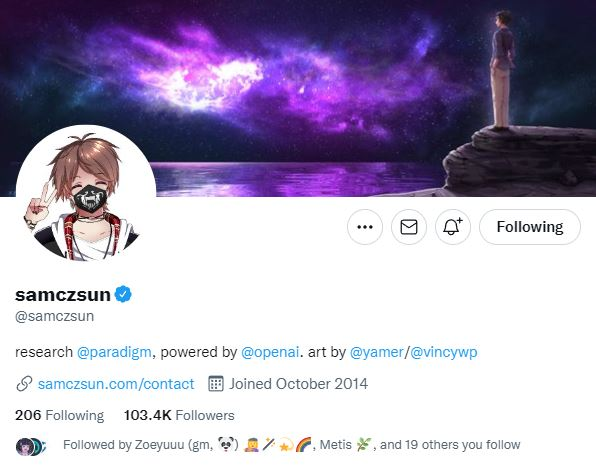 Following
samczsun
@samczsun
research @paradigm, powered by @openai. art by @yamer/@vincywp
samczsun.com/contact Joined October 2014
206 Following 103.4K Followers
Followed by Zoeyuuu (gm, 🐼) 💂🪄💫🌈, Metis 🌿, and 19 others you follow